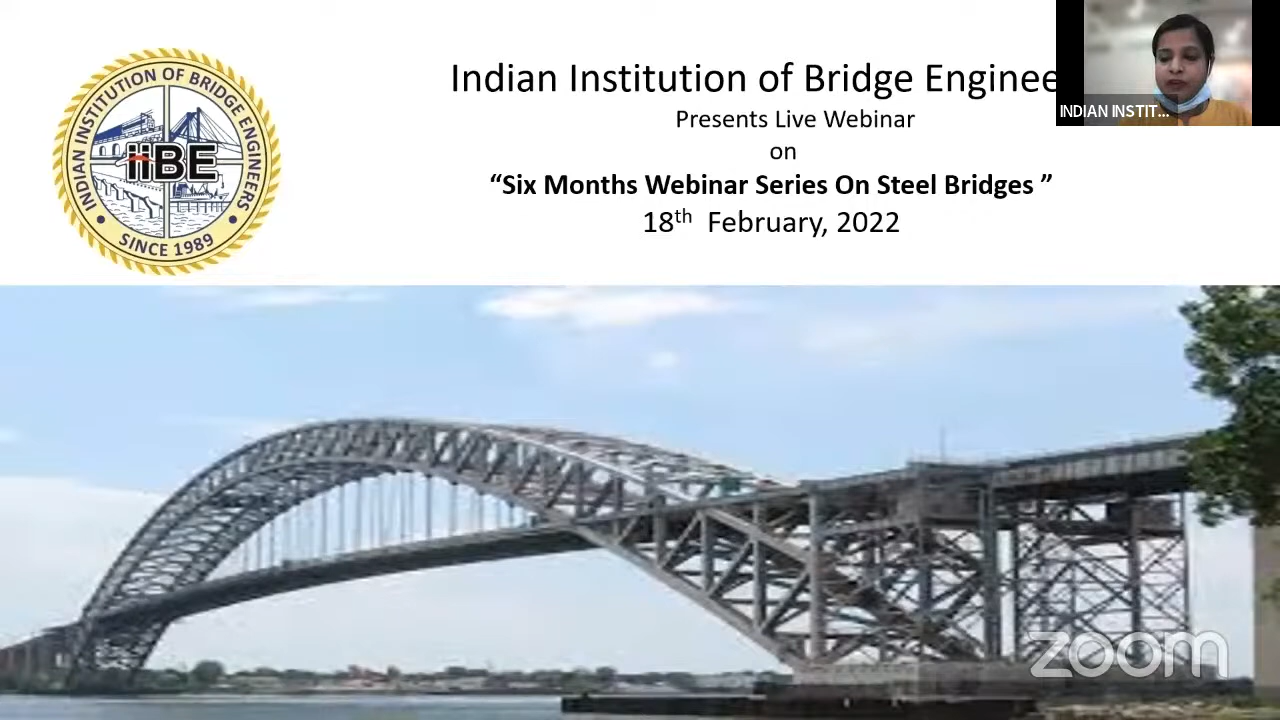 INDIAN INSTITUTION OF BRIDGE ENGINEERS
iiBE
SINCE 1989
Indian Institution of Bridge Enginee
Presents Live Webinar
on
“Six Months Webinar Series On Steel Bridges ”
18th February, 2022
INDIAN INSTIT...
zoom